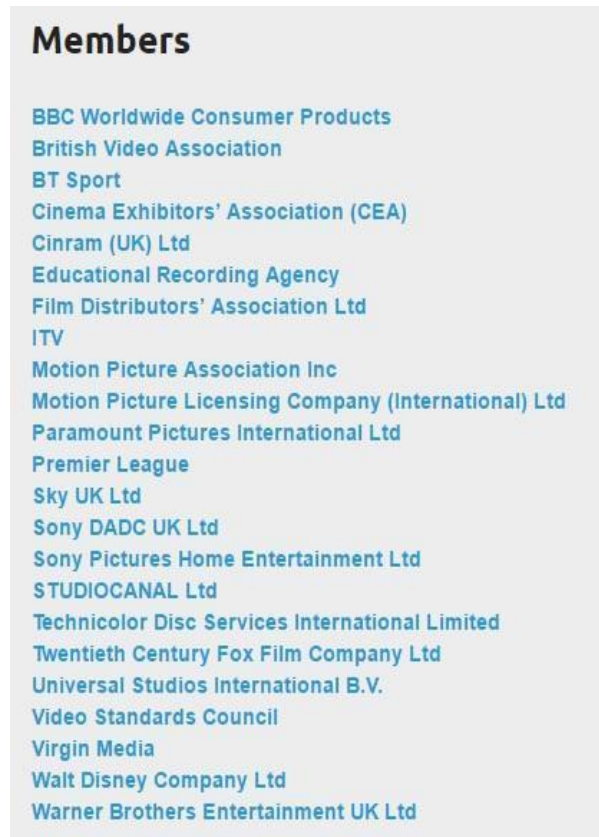 Members
BBC Worldwide Consumer Products
British Video Association
BT Sport
Cinema Exhibitors’ Association (CEA)
Cinram (UK) Ltd
Educational Recording Agency
Film Distributors’ Association Ltd
ITV
Motion Picture Association Inc
Motion Picture Licensing Company (International) Ltd
Paramount Pictures International Ltd
Premier League
Sky UK Ltd
Sony DADC UK Ltd
Sony Pictures Home Entertainment Ltd
STUDIOCANAL Ltd
Technicolor Disc Services International Limited
Twentieth Century Fox Film Company Ltd
Universal Studios International B.V.
Video Standards Council
Virgin Media
Walt Disney Company Ltd
Warner Brothers Entertainment UK Ltd